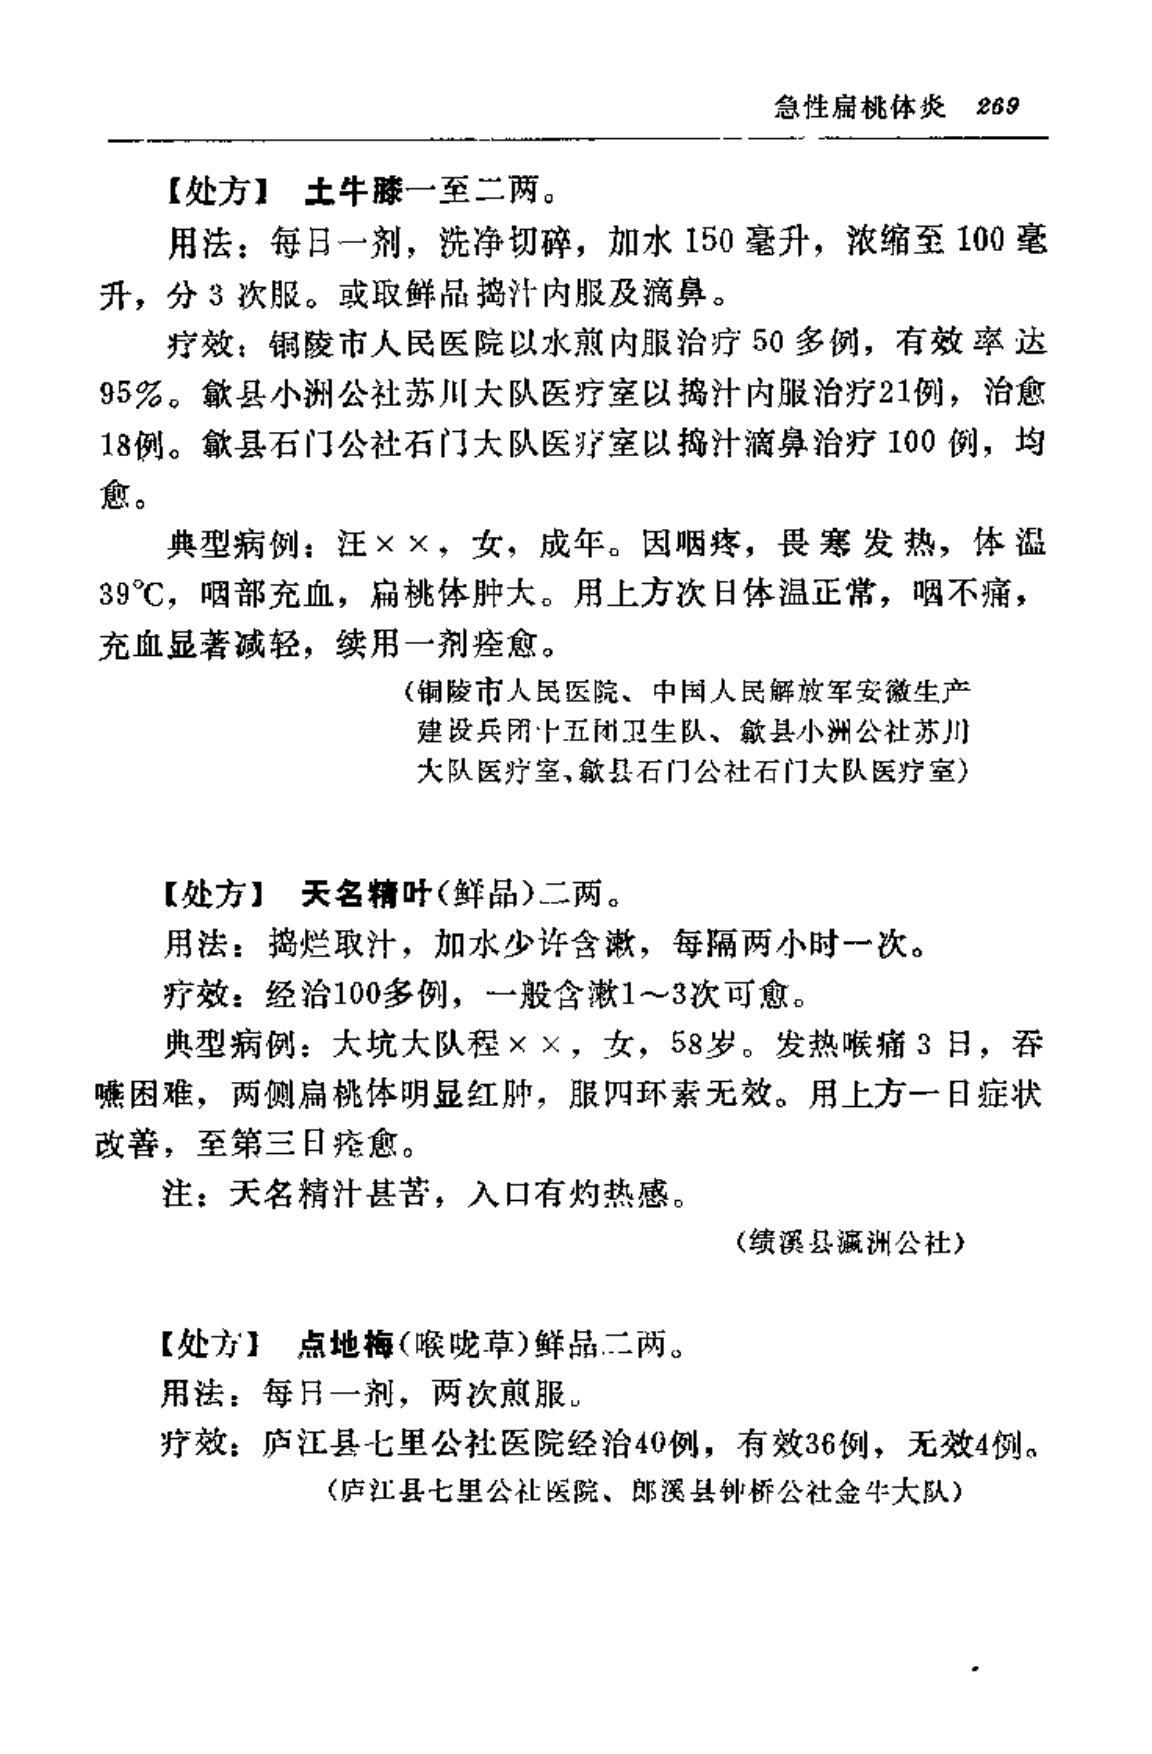 急性扁桃体炎 269
【处方】 土牛膝一至二两。
用法：每日一剂，洗净切碎，加水 150 毫升，浓缩至 100 毫
升，分 3 次服。或取鲜品捣汁内服及滴鼻。
疗效：铜陵市人民医院以水煎内服治疗 50 多例，有效率达
95%。歙县小洲公社苏川大队医疗室以捣汁内服治疗21例，治愈
18例。歙县石门公社石门大队医疗室以捣汁滴鼻治疗 100 例，均
愈。
典型病例：汪××，女，成年。因咽疼，畏寒发热，体温
39℃，咽部充血，扁桃体肿大。用上方次日体温正常，咽不痛，
充血显著减轻，续用一剂痊愈。
（铜陵市人民医院、中国人民解放军安徽生产
建设兵团十五团卫生队、歙县小洲公社苏川
大队医疗室、歙县石门公社石门大队医疗室）
【处方】 天名精叶（鲜品）二两。
用法：捣烂取汁，加水少许含漱，每隔两小时一次。
疗效：经治100多例，一般含漱1～3次可愈。
典型病例：大坑大队程××，女，58岁。发热喉痛 3 日，吞
嚥困难，两侧扁桃体明显红肿，服四环素无效。用上方一日症状
改善，至第三日痊愈。
注：天名精汁甚苦，入口有灼热感。
（绩溪县瀛洲公社）
【处方】 点地梅（喉咙草）鲜品二两。
用法：每日一剂，两次煎服。
疗效：庐江县七里公社医院经治40例，有效36例，无效4例。
（庐江县七里公社医院、郎溪县钟桥公社金牛大队）